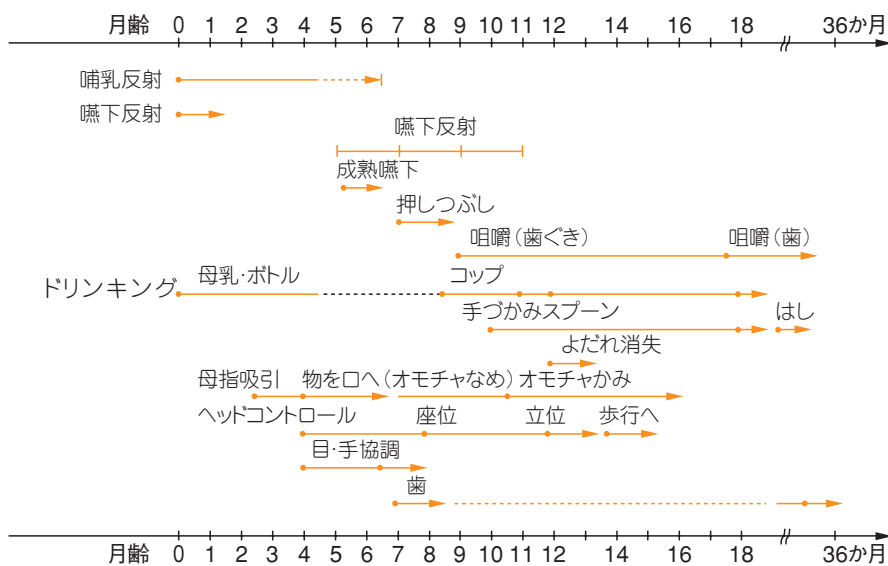 月齢 0 1 2 3 4 5 6 7 8 9 10 11 12 14 16 18 36か月
哺乳反射
嚥下反射
嚥下反射
成熟嚥下
押しつぶし
咀嚼(歯ぐき) 咀嚼(歯)
ドリンキング 母乳・ボトル コップ
手づかみスプーン はし
よだれ消失
母指吸引 物を口へ(オモチャなめ) オモチャかみ
ヘッドコントロール 座位 立位 歩行へ
目・手協調
歯
月齢 0 1 2 3 4 5 6 7 8 9 10 11 12 14 16 18 36か月